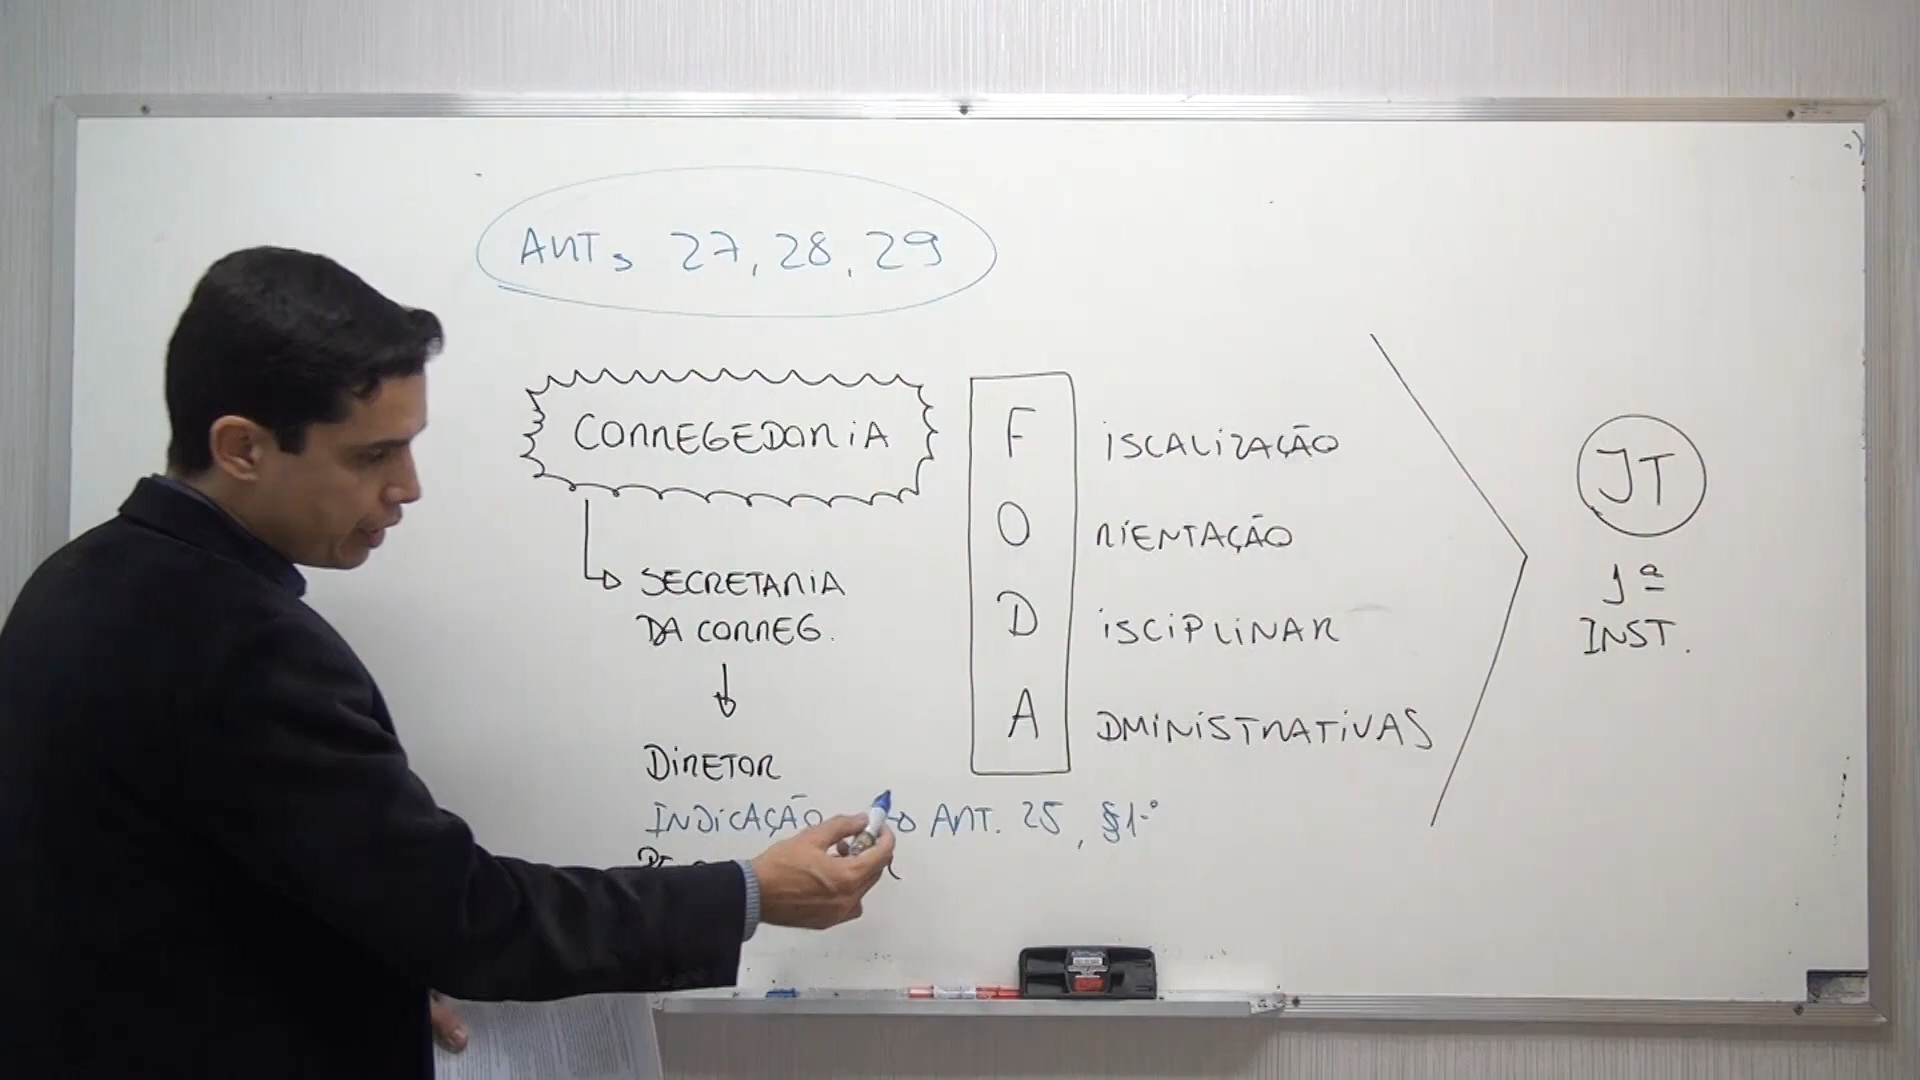 ARTs 27, 28, 29
CORREGEDORIA
SECRETARIA
DA CORREG.
DIRETOR
INDICAÇÃO → ART. 25, §1º
F ISCALIZAÇÃO
O RIENTAÇÃO
D ISCIPLINAR
A DMINISTRATIVAS
JT
1ª
INST.